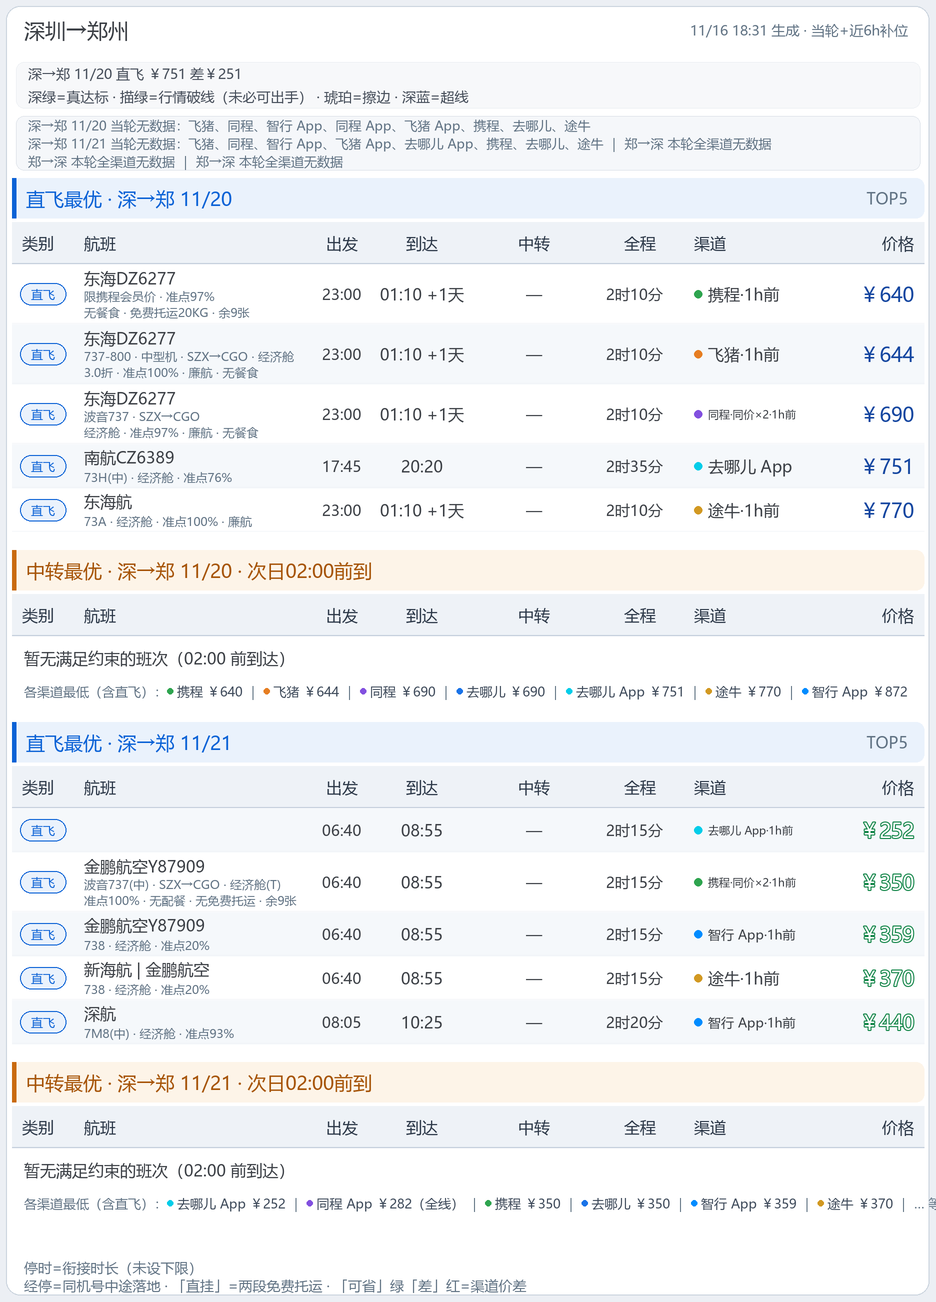 深圳→郑州
11/16 18:31 生成 · 当轮+近6h补位
深→郑 11/20 直飞 ¥751 差¥251
深绿=真达标 · 描绿=行情破线（未必可出手） · 琥珀=擦边 · 深蓝=超线
深→郑 11/20 当轮无数据：飞猪、同程、智行 App、同程 App、飞猪 App、携程、去哪儿、途牛
深→郑 11/21 当轮无数据：飞猪、同程、智行 App、飞猪 App、去哪儿 App、携程、去哪儿、途牛 | 郑→深 本轮全渠道无数据
郑→深 本轮全渠道无数据 | 郑→深 本轮全渠道无数据
直飞最优 · 深→郑 11/20 TOP5
类别 航班 出发 到达 中转 全程 渠道 价格
东海DZ6277
限携程会员价 · 准点97%
直飞 23:00 01:10 +1天 — 2时10分 携程·1h前 ¥640
无餐食 · 免费托运20KG · 余9张
东海DZ6277
737-800 · 中型机 · SZX→CGO · 经济舱
直飞 23:00 01:10 +1天 — 2时10分 飞猪·1h前 ¥644
3.0折 · 准点100% · 廉航 · 无餐食
东海DZ6277
波音737 · SZX→CGO
直飞 23:00 01:10 +1天 — 2时10分 同程·同价×2·1h前 ¥690
经济舱 · 准点97% · 廉航 · 无餐食
南航CZ6389
直飞 17:45 20:20 — 2时35分 去哪儿 App ¥751
73H(中) · 经济舱 · 准点76%
东海航
直飞 23:00 01:10 +1天 — 2时10分 途牛·1h前 ¥770
73A · 经济舱 · 准点100% · 廉航
中转最优 · 深→郑 11/20 · 次日02:00前到
类别 航班 出发 到达 中转 全程 渠道 价格
暂无满足约束的班次（02:00 前到达）
各渠道最低（含直飞）: 携程 ¥640 | 飞猪 ¥644 | 同程 ¥690 | 去哪儿 ¥690 | 去哪儿 App ¥751 | 途牛 ¥770 | 智行 App ¥872
直飞最优 · 深→郑 11/21 TOP5
类别 航班 出发 到达 中转 全程 渠道 价格
直飞 06:40 08:55 — 2时15分 去哪儿 App·1h前 ¥252
金鹏航空Y87909
波音737(中) · SZX→CGO · 经济舱(T)
直飞 06:40 08:55 — 2时15分 携程·同价×2·1h前 ¥350
准点100% · 无配餐 · 无免费托运 · 余9张
金鹏航空Y87909
直飞 06:40 08:55 — 2时15分 智行 App·1h前 ¥359
738 · 经济舱 · 准点20%
新海航 | 金鹏航空
直飞 06:40 08:55 — 2时15分 途牛·1h前 ¥370
738 · 经济舱 · 准点20%
深航
直飞 08:05 10:25 — 2时20分 智行 App·1h前 ¥440
7M8(中) · 经济舱 · 准点93%
中转最优 · 深→郑 11/21 · 次日02:00前到
类别 航班 出发 到达 中转 全程 渠道 价格
暂无满足约束的班次（02:00 前到达）
各渠道最低（含直飞）: 去哪儿 App ¥252 | 同程 App ¥282（全线） | 携程 ¥350 | 去哪儿 ¥350 | 智行 App ¥359 | 途牛 ¥370 | …
停时=衔接时长（未设下限）
经停=同机号中途落地 · 「直挂」=两段免费托运 · 「可省」绿「差」红=渠道价差